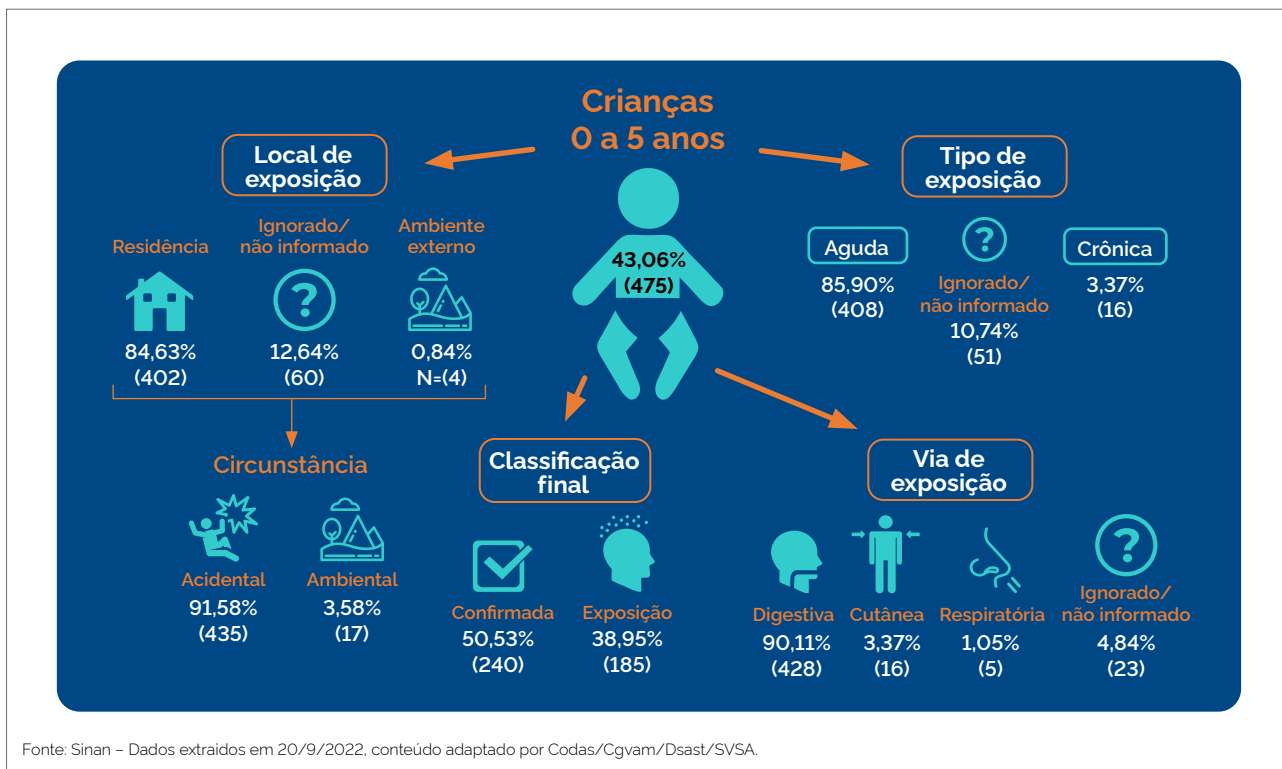 Crianças
0 a 5 anos
43,06%
(475)
Local de
exposição
Residência
84,63%
(402)
Ignorado/
não informado
?
12,64%
(60)
Ambiente
externo
0,84%
N=(4)
Circunstância
Acidental
91,58%
(435)
Ambiental
3,58%
(17)
Tipo de
exposição
Aguda
85,90%
(408)
?
Ignorado/
não informado
10,74%
(51)
Crônica
3,37%
(16)
Classificação
final
Confirmada
50,53%
(240)
Exposição
38,95%
(185)
Via de
exposição
Digestiva
90,11%
(428)
Cutânea
3,37%
(16)
Respiratória
1,05%
(5)
?
Ignorado/
não informado
4,84%
(23)
Fonte: Sinan – Dados extraidos em 20/9/2022, conteúdo adaptado por Codas/Cgvam/Dsast/SVSA.